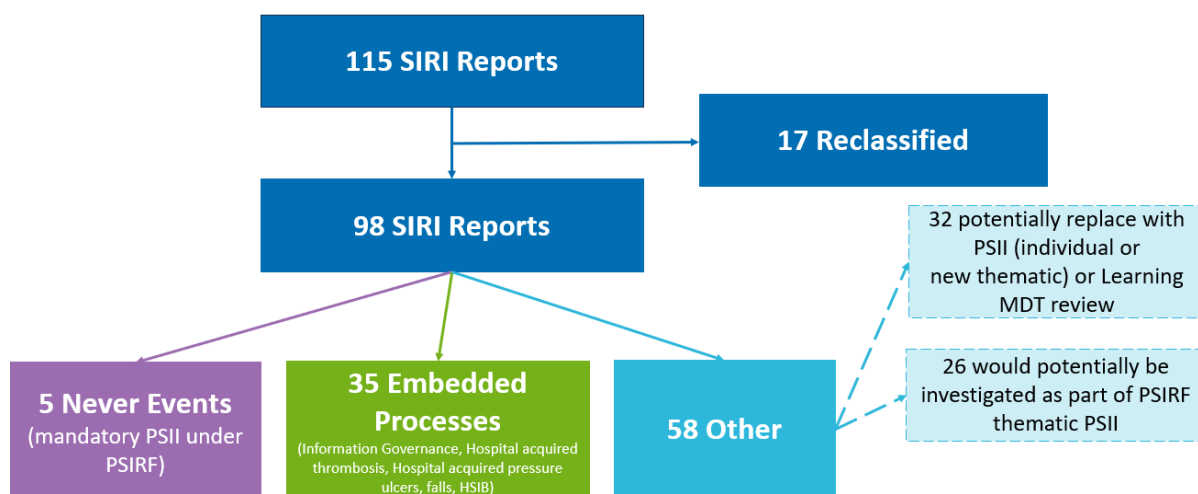 115 SIRI Reports
17 Reclassified
98 SIRI Reports
32 potentially replace with
PSII (individual or
new thematic) or Learning
MDT review
26 would potentially be
investigated as part of PSIRF
thematic PSII
5 Never Events
(mandatory PSII under
PSIRF)
35 Embedded
Processes
(Information Governance, Hospital acquired
thrombosis, Hospital acquired pressure
ulcers, falls, HSIB)
58 Other